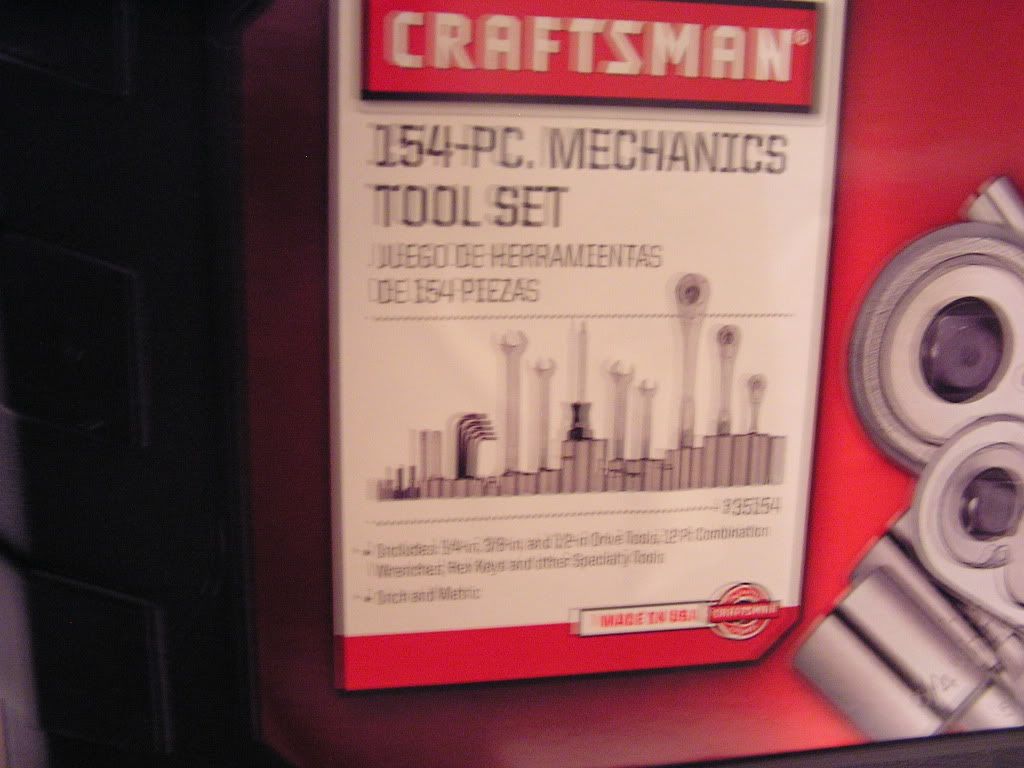 CRAFTSMAN®
154-PC. MECHANICS
TOOL SET
JUEGO DE HERRAMIENTAS
DE 154 PIEZAS
#35154
• Includes: 1/4-in, 3/8-in, and 1/2-in Drive Tools, 12 Pt Combination
Wrenches, Hex Keys and other Specialty Tools
• Inch and Metric
MADE IN USA
CRAFTSMAN